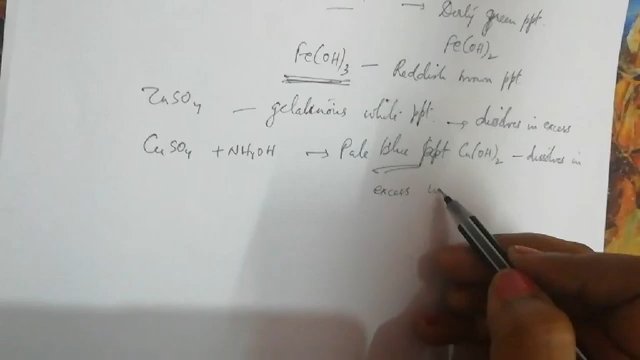 — → Dirty green ppt.
Fe(OH)2
Fe(OH)3 — Reddish brown ppt
ZnSO4 — gelatinous white ppt. → dissolves in excess
CuSO4 + NH4OH → Pale blue ppt Cu(OH)2 – dissolves in
excess